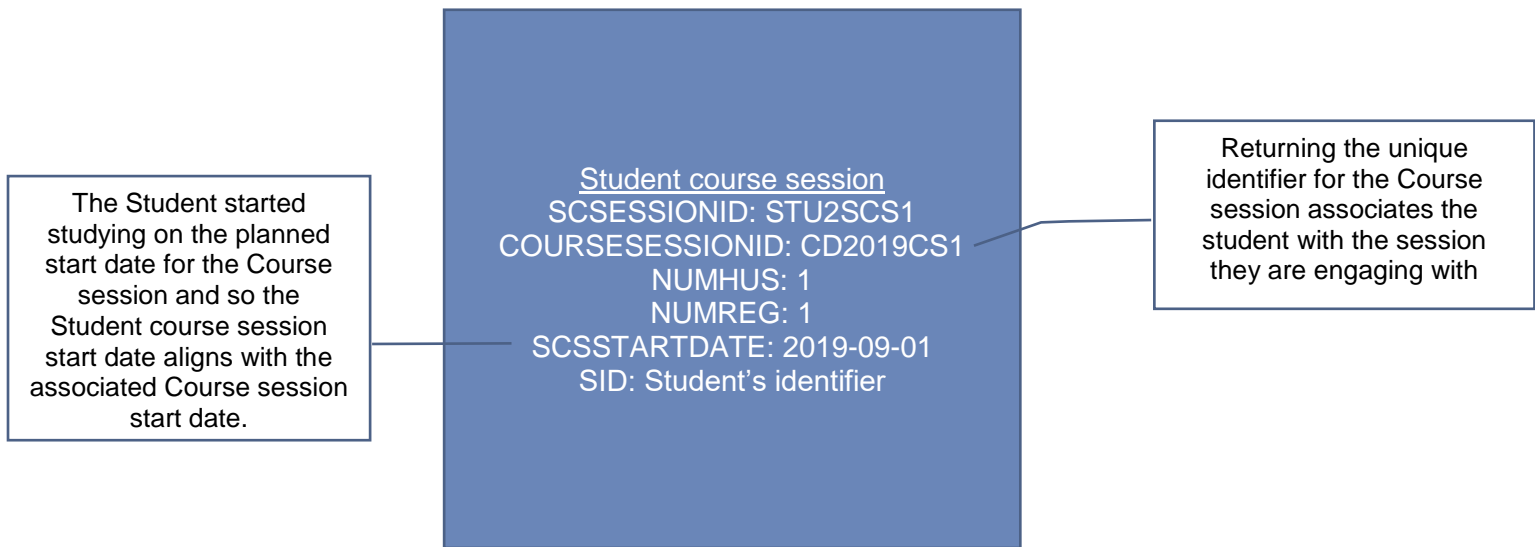 The Student started
studying on the planned
start date for the Course
session and so the
Student course session
start date aligns with the
associated Course session
start date.
Student course session
SCSESSIONID: STU2SCS1
COURSESESSIONID: CD2019CS1
NUMHUS: 1
NUMREG: 1
SCSSTARTDATE: 2019-09-01
SID: Student’s identifier
Returning the unique
identifier for the Course
session associates the
student with the session
they are engaging with